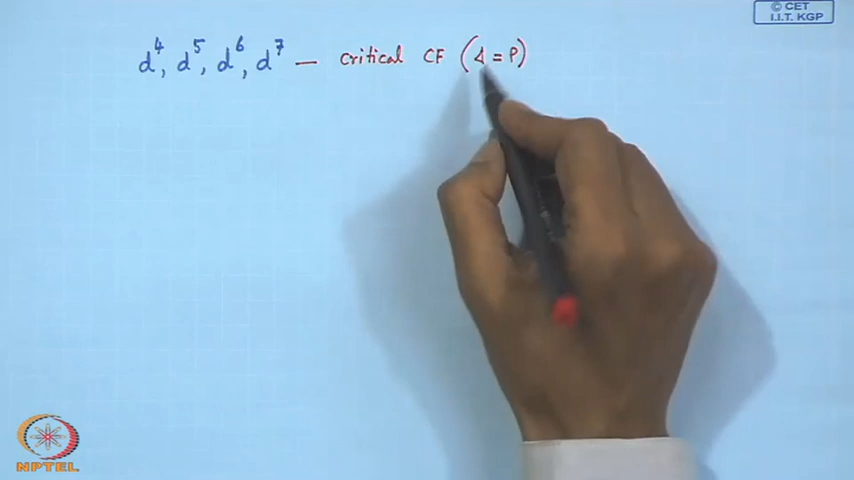 © CET
I.I.T. KGP
d⁴, d⁵, d⁶, d⁷ — critical CF (Δ = P)
NPTEL